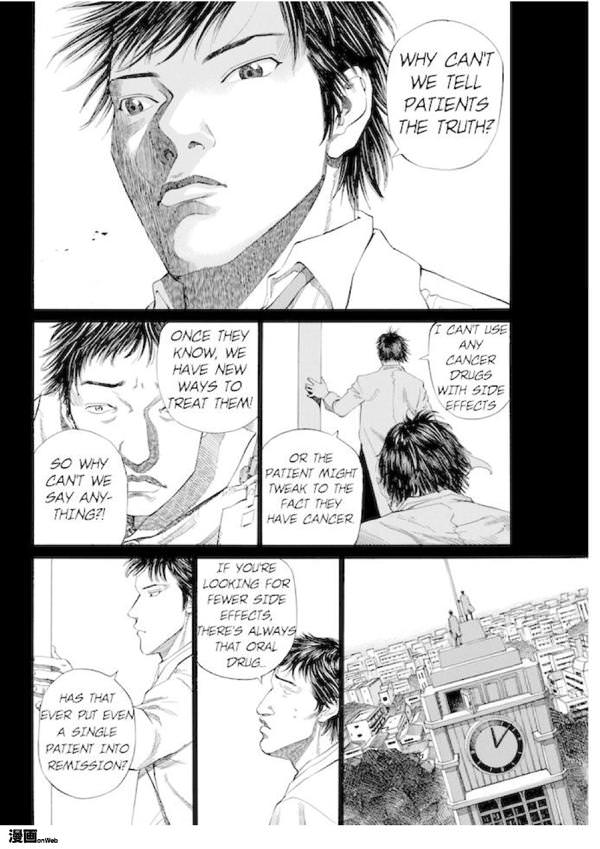 WHY CAN'T
WE TELL
PATIENTS
THE TRUTH?
ONCE THEY
KNOW, WE
HAVE NEW
WAYS TO
TREAT THEM!
SO WHY
CAN'T WE
SAY ANY-
THING?!
I CAN'T USE
ANY
CANCER
DRUGS
WITH SIDE
EFFECTS
OR THE
PATIENT MIGHT
TWEAK TO THE
FACT THEY
HAVE CANCER.
IF YOU'RE
LOOKING FOR
FEWER SIDE
EFFECTS,
THERE'S ALWAYS
THAT ORAL
DRUG...
HAS THAT
EVER PUT EVEN
A SINGLE
PATIENT INTO
REMISSION?
漫画onWeb